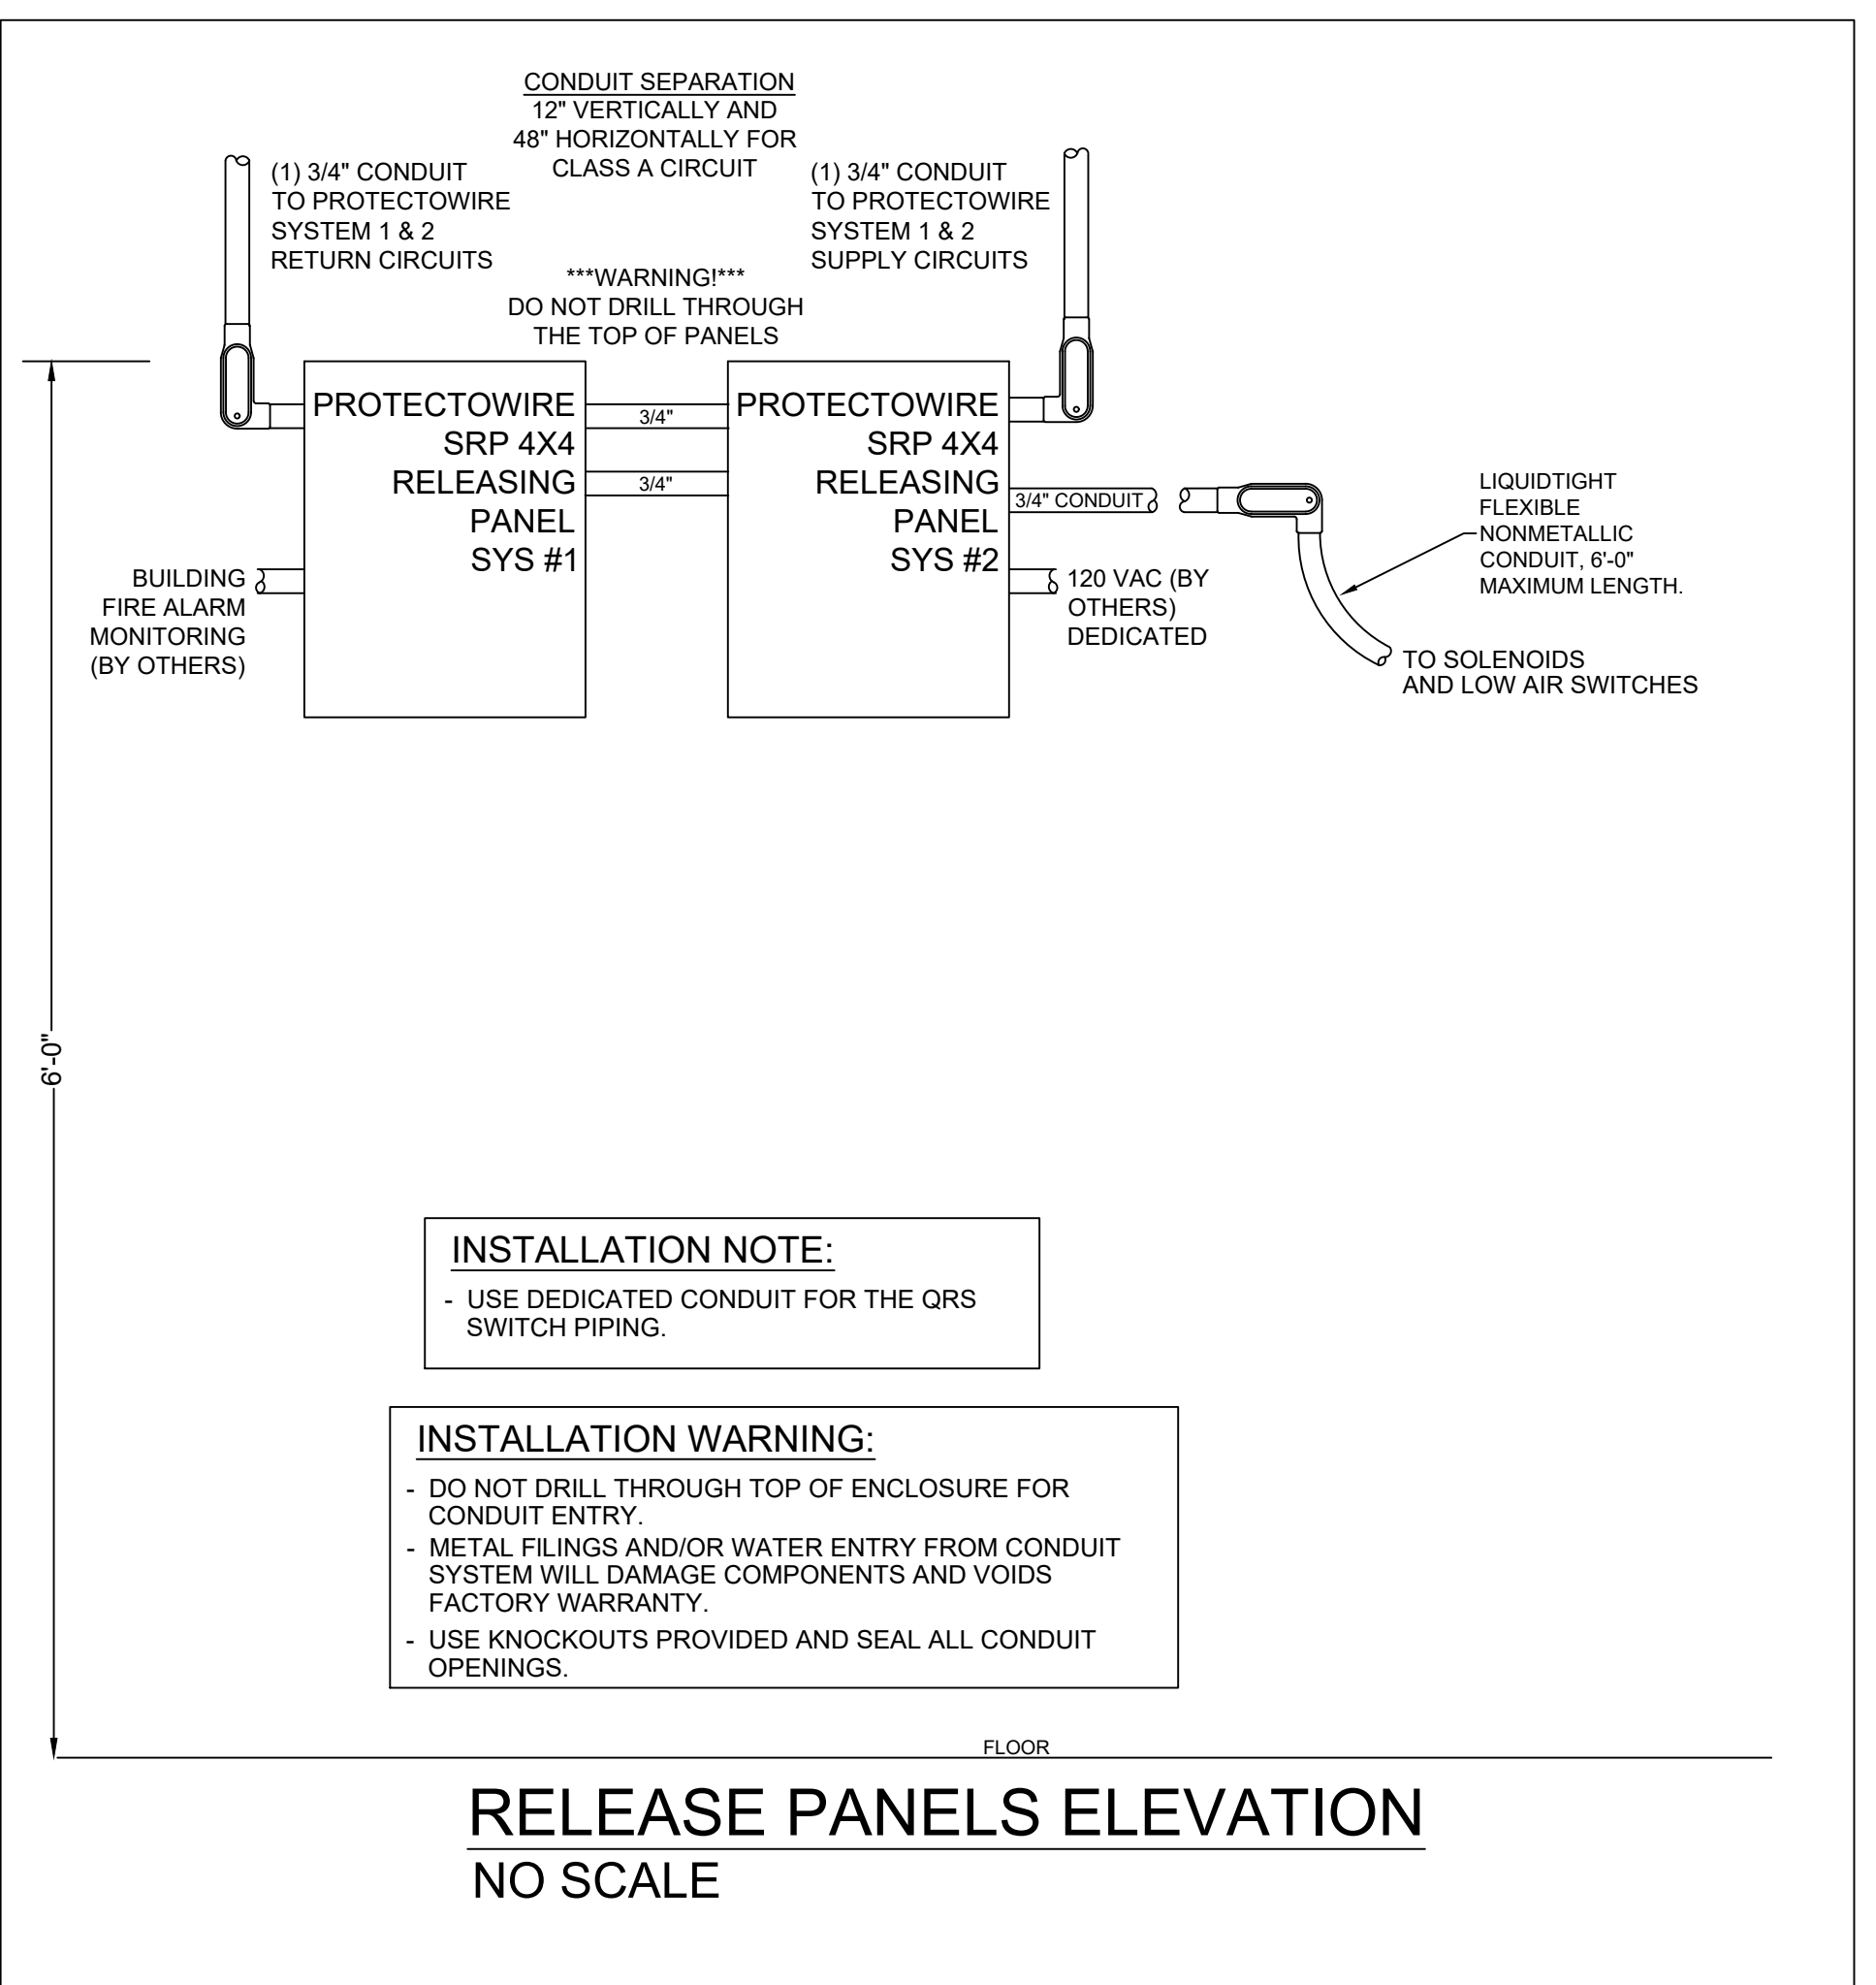 CONDUIT SEPARATION
12" VERTICALLY AND
48" HORIZONTALLY FOR
CLASS A CIRCUIT
(1) 3/4" CONDUIT
TO PROTECTOWIRE
SYSTEM 1 & 2
RETURN CIRCUITS
(1) 3/4" CONDUIT
TO PROTECTOWIRE
SYSTEM 1 & 2
SUPPLY CIRCUITS
***WARNING!***
DO NOT DRILL THROUGH
THE TOP OF PANELS
PROTECTOWIRE
SRP 4X4
RELEASING
PANEL
SYS #1
3/4"
3/4"
PROTECTOWIRE
SRP 4X4
RELEASING
PANEL
SYS #2
3/4" CONDUIT
LIQUIDTIGHT
FLEXIBLE
NONMETALLIC
CONDUIT, 6'-0"
MAXIMUM LENGTH.
BUILDING
FIRE ALARM
MONITORING
(BY OTHERS)
120 VAC (BY
OTHERS)
DEDICATED
TO SOLENOIDS
AND LOW AIR SWITCHES
6'-0"
INSTALLATION NOTE:
- USE DEDICATED CONDUIT FOR THE QRS
SWITCH PIPING.
INSTALLATION WARNING:
- DO NOT DRILL THROUGH TOP OF ENCLOSURE FOR
CONDUIT ENTRY.
- METAL FILINGS AND/OR WATER ENTRY FROM CONDUIT
SYSTEM WILL DAMAGE COMPONENTS AND VOIDS
FACTORY WARRANTY.
- USE KNOCKOUTS PROVIDED AND SEAL ALL CONDUIT
OPENINGS.
FLOOR
RELEASE PANELS ELEVATION
NO SCALE